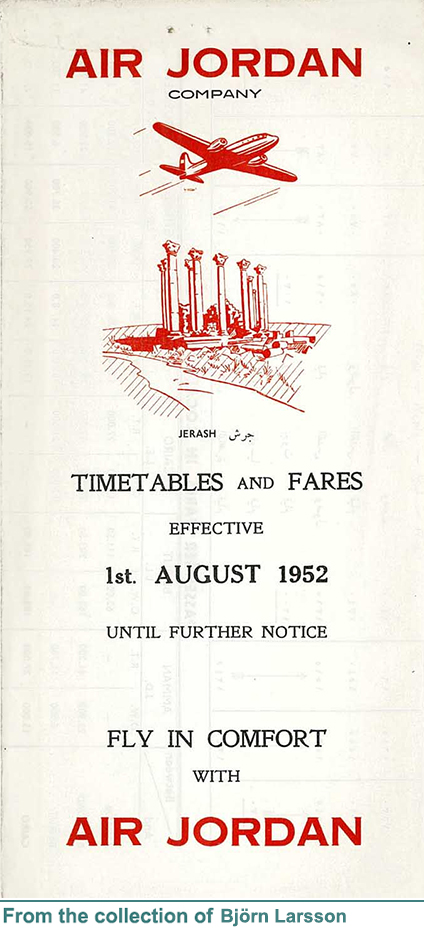 AIR JORDAN
COMPANY
JERASH جرش
TIMETABLES AND FARES
EFFECTIVE
1st. AUGUST 1952
UNTIL FURTHER NOTICE
FLY IN COMFORT
WITH
AIR JORDAN
From the collection of Björn Larsson